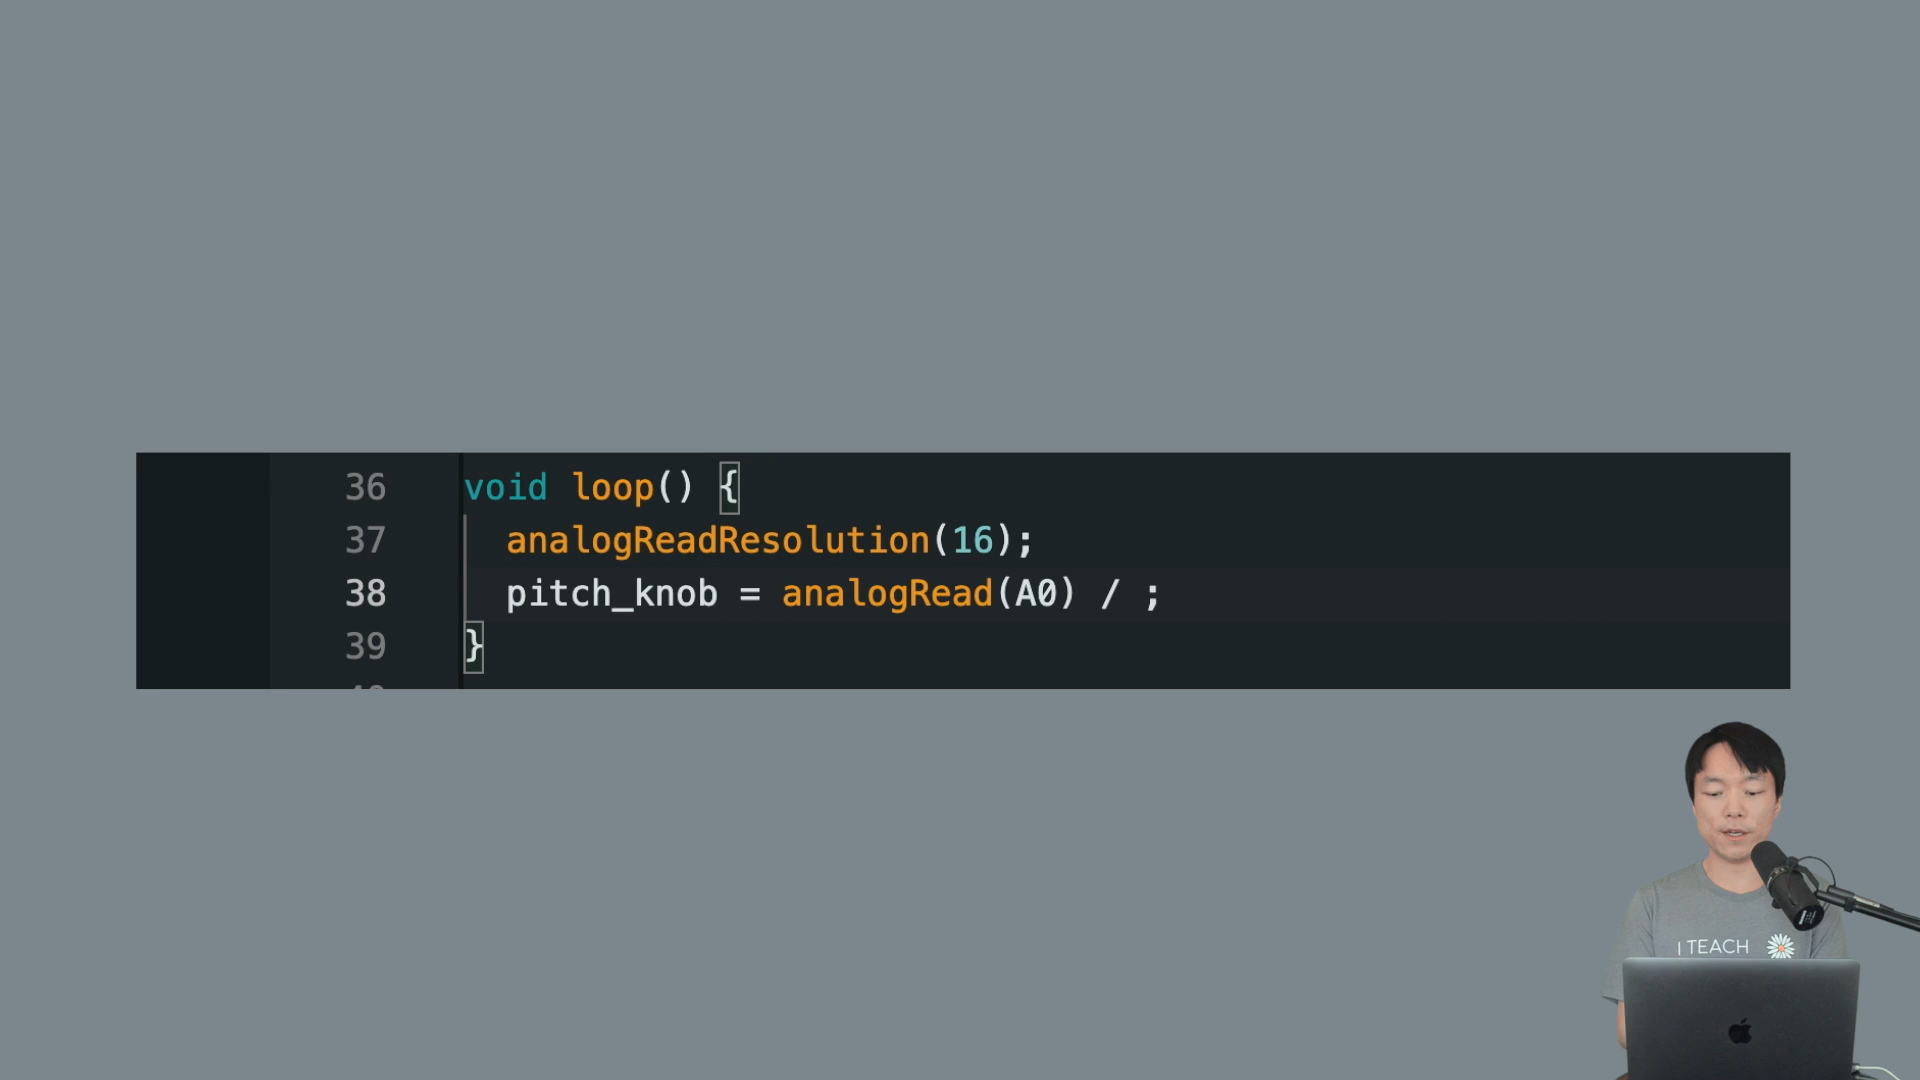 36 void loop() {
37 analogReadResolution(16);
38 pitch_knob = analogRead(A0) / ;
39 }
I TEACH